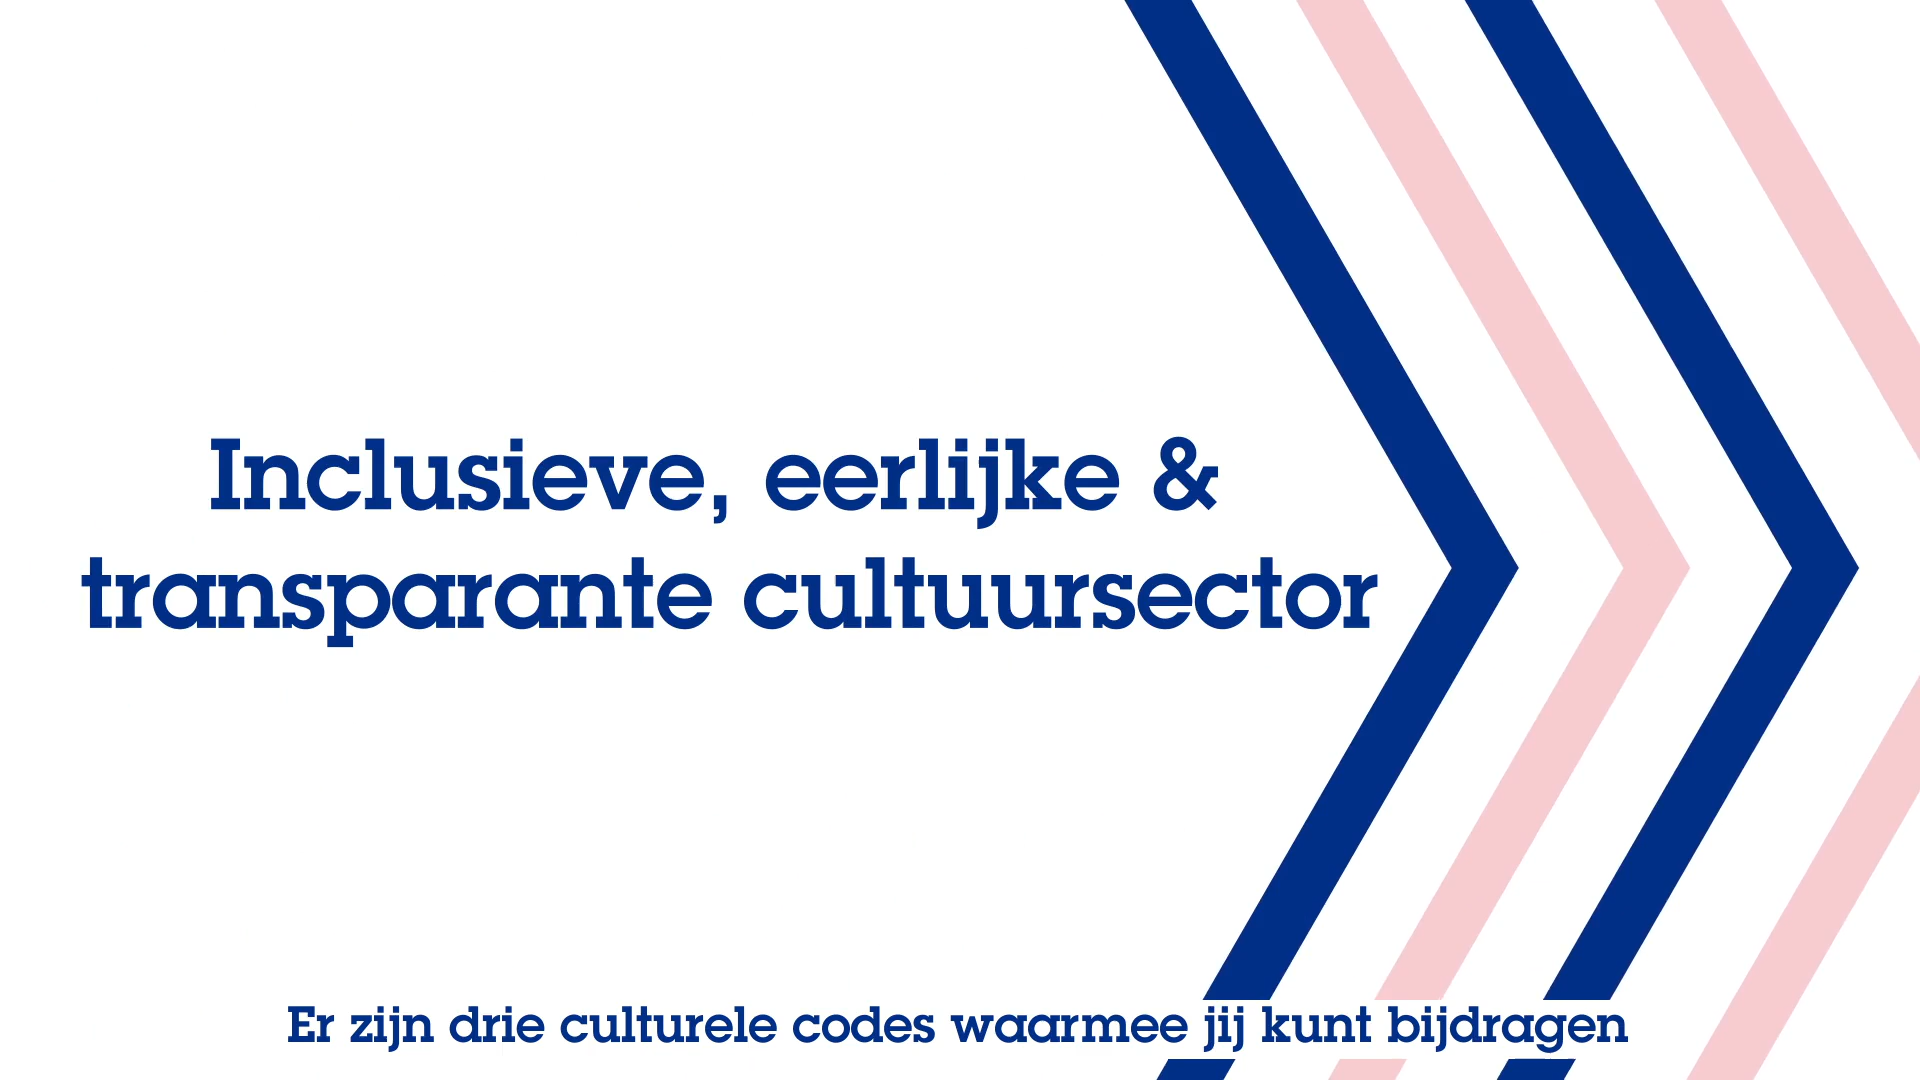 Inclusieve, eerlijke &
transparante cultuursector
Er zijn drie culturele codes waarmee jij kunt bijdragen